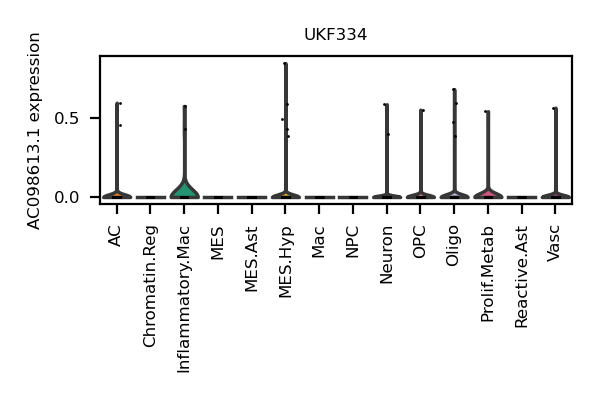 UKF334
AC098613.1 expression
0.5
0.0
AC
Chromatin.Reg
Inflammatory.Mac
MES
MES.Ast
MES.Hyp
Mac
NPC
Neuron
OPC
Oligo
Prolif.Metab
Reactive.Ast
Vasc